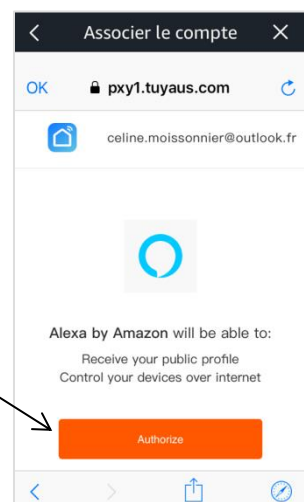 Associer le compte
OK pxy1.tuyaus.com
celine.moissonnier@outlook.fr
Alexa by Amazon will be able to:
Receive your public profile
Control your devices over internet
Authorize